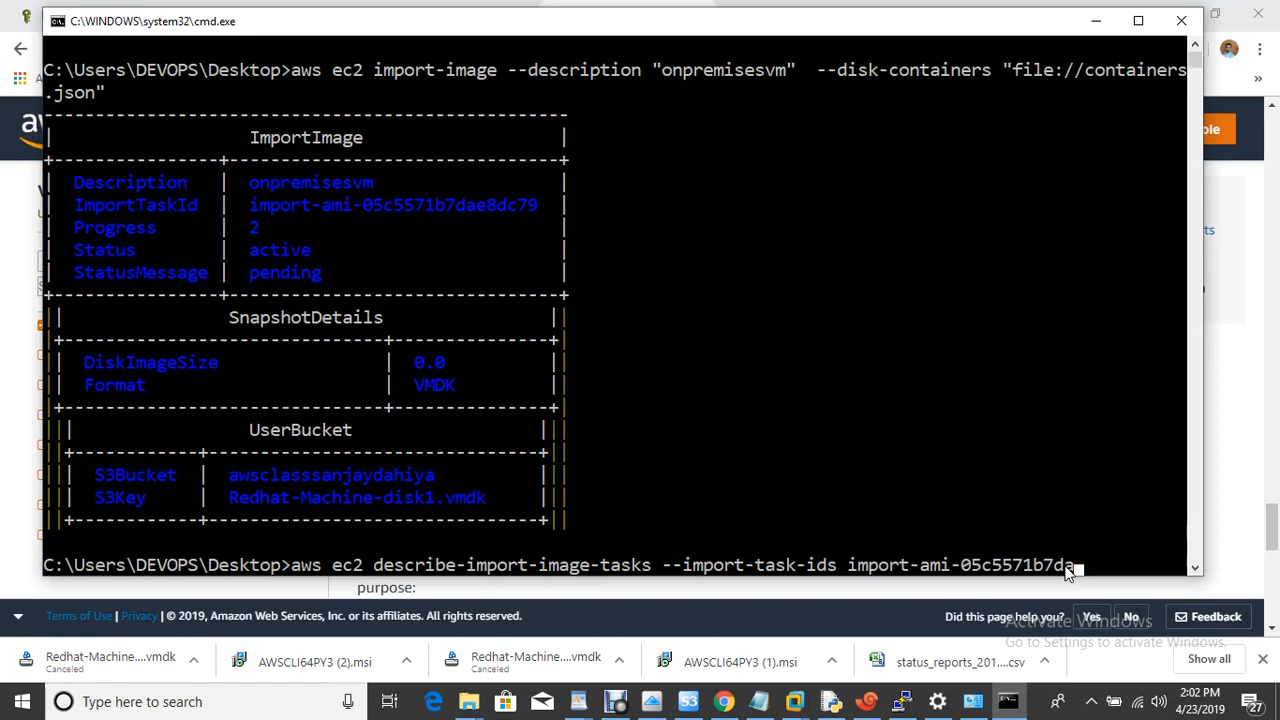 C:\WINDOWS\system32\cmd.exe
C:\Users\DEVOPS\Desktop>aws ec2 import-image --description "onpremisesvm"  --disk-containers "file://containers
.json"
ImportImage
Description onpremisesvm
ImportTaskId import-ami-05c5571b7dae8dc79
Progress 2
Status active
StatusMessage pending
SnapshotDetails
DiskImageSize 0.0
Format VMDK
UserBucket
S3Bucket awsclasssanjaydahiya
S3Key Redhat-Machine-disk1.vmdk
C:\Users\DEVOPS\Desktop>aws ec2 describe-import-image-tasks --import-task-ids import-ami-05c5571b7da
purpose:
Terms of Use | Privacy | © 2019, Amazon Web Services, Inc. or its affiliates. All rights reserved.
Did this page help you? Yes No Feedback
Activate Windows
Go to Settings to activate Windows.
Redhat-Machine....vmdk
Canceled
AWSCLI64PY3 (2).msi
Redhat-Machine....vmdk
Canceled
AWSCLI64PY3 (1).msi
status_reports_201....csv
Show all
Type here to search
2:02 PM
4/23/2019
27